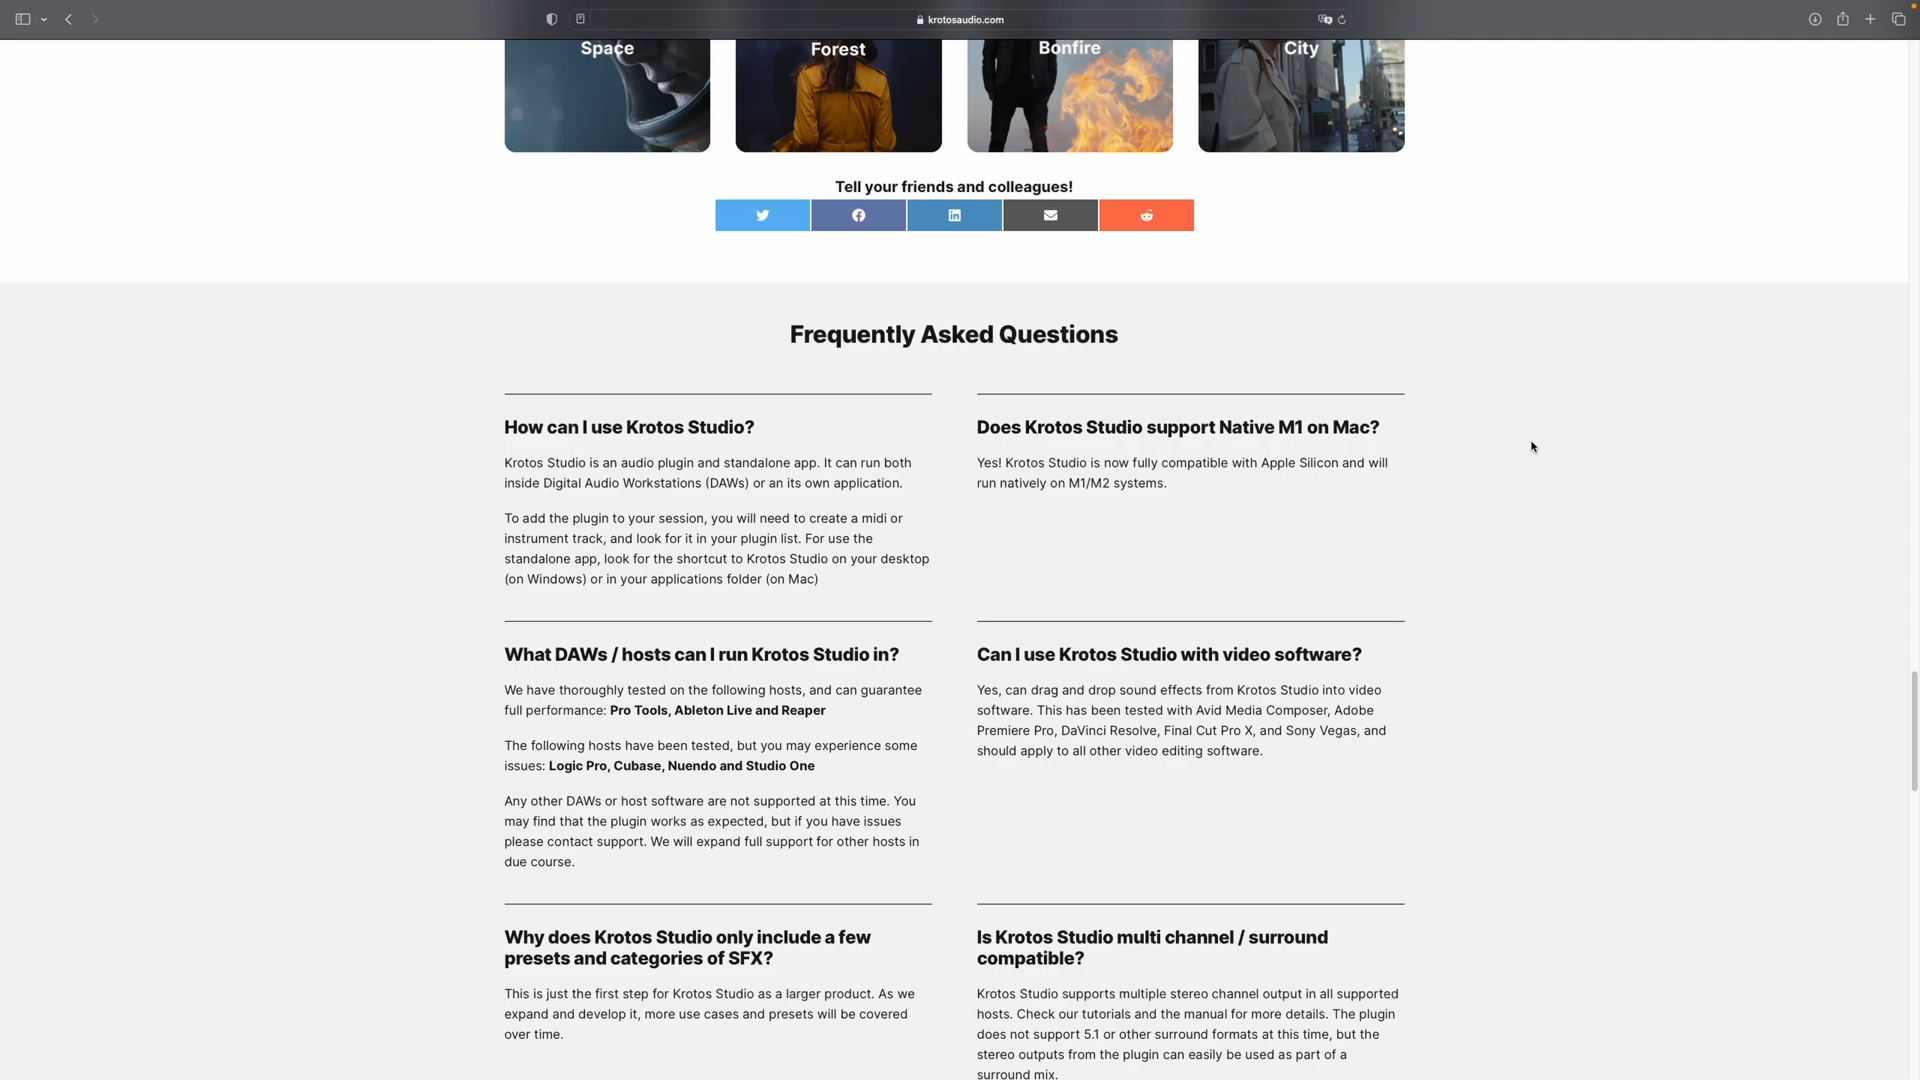 krotosaudio.com
Space
Forest
Bonfire
City
Tell your friends and colleagues!
Frequently Asked Questions
How can I use Krotos Studio?
Krotos Studio is an audio plugin and standalone app. It can run both
inside Digital Audio Workstations (DAWs) or an its own application.
To add the plugin to your session, you will need to create a midi or
instrument track, and look for it in your plugin list. For use the
standalone app, look for the shortcut to Krotos Studio on your desktop
(on Windows) or in your applications folder (on Mac)
Does Krotos Studio support Native M1 on Mac?
Yes! Krotos Studio is now fully compatible with Apple Silicon and will
run natively on M1/M2 systems.
What DAWs / hosts can I run Krotos Studio in?
We have thoroughly tested on the following hosts, and can guarantee
full performance: Pro Tools, Ableton Live and Reaper
The following hosts have been tested, but you may experience some
issues: Logic Pro, Cubase, Nuendo and Studio One
Any other DAWs or host software are not supported at this time. You
may find that the plugin works as expected, but if you have issues
please contact support. We will expand full support for other hosts in
due course.
Can I use Krotos Studio with video software?
Yes, can drag and drop sound effects from Krotos Studio into video
software. This has been tested with Avid Media Composer, Adobe
Premiere Pro, DaVinci Resolve, Final Cut Pro X, and Sony Vegas, and
should apply to all other video editing software.
Why does Krotos Studio only include a few
presets and categories of SFX?
This is just the first step for Krotos Studio as a larger product. As we
expand and develop it, more use cases and presets will be covered
over time.
Is Krotos Studio multi channel / surround
compatible?
Krotos Studio supports multiple stereo channel output in all supported
hosts. Check our tutorials and the manual for more details. The plugin
does not support 5.1 or other surround formats at this time, but the
stereo outputs from the plugin can easily be used as part of a
surround mix.